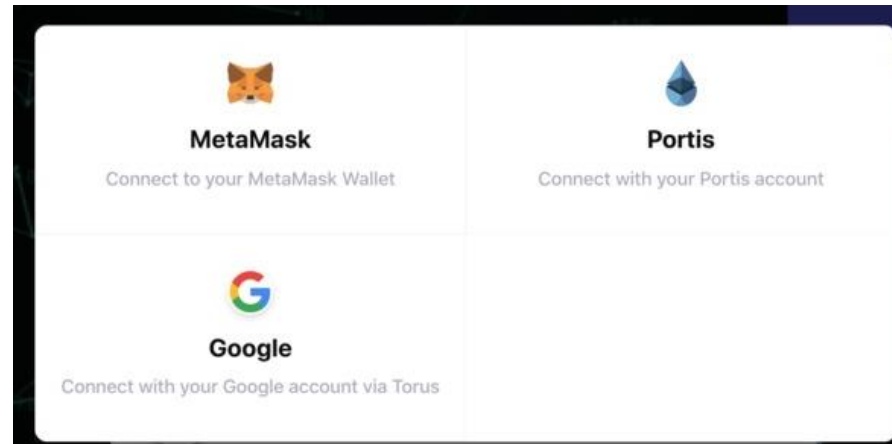 MetaMask
Connect to your MetaMask Wallet
Portis
Connect with your Portis account
Google
Connect with your Google account via Torus